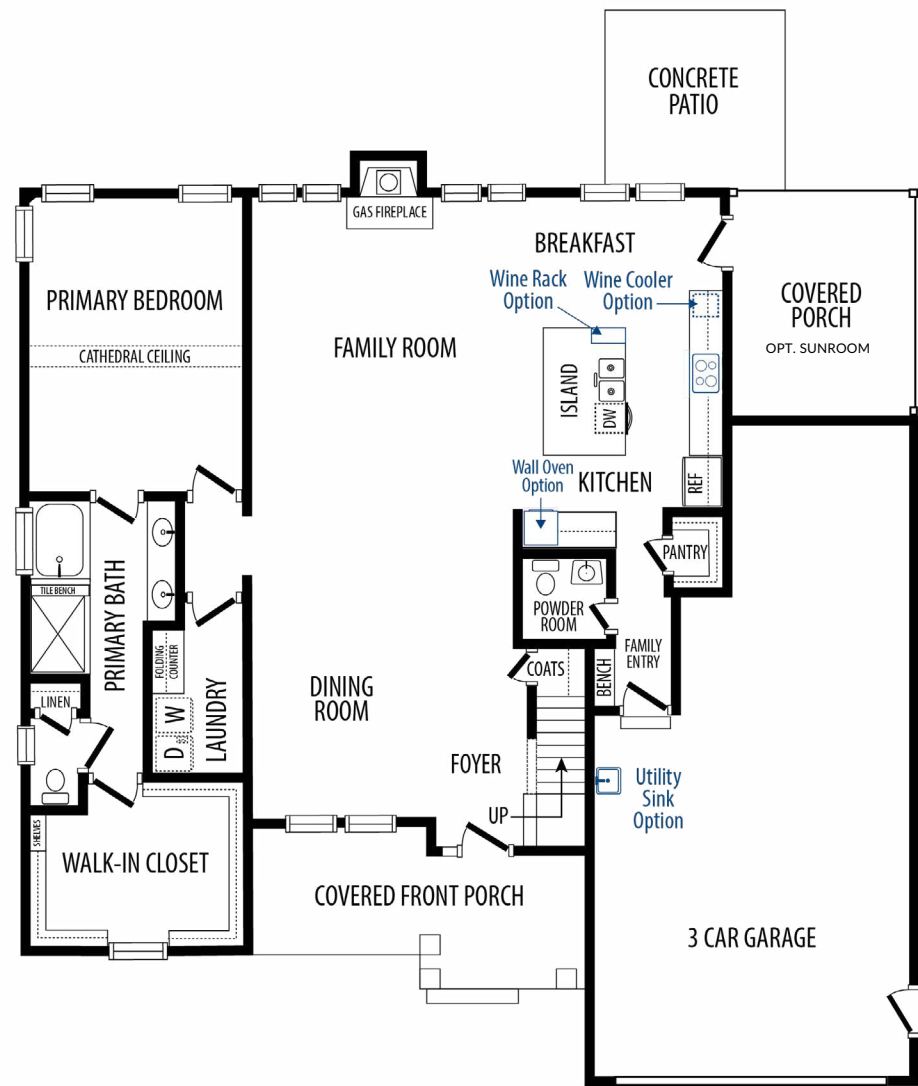 CONCRETE
PATIO
GAS FIREPLACE
BREAKFAST
Wine Rack
Option
Wine Cooler
Option
PRIMARY BEDROOM
COVERED
PORCH
OPT. SUNROOM
CATHEDRAL CEILING
FAMILY ROOM
ISLAND
DW
Wall Oven
Option
KITCHEN
REF
PANTRY
TILE BENCH
PRIMARY BATH
POWDER
ROOM
FOLDING
COUNTER
COATS
BENCH
FAMILY
ENTRY
LINEN
W
D
LAUNDRY
DINING
ROOM
FOYER
UP
Utility
Sink
Option
SHELVES
WALK-IN CLOSET
COVERED FRONT PORCH
3 CAR GARAGE